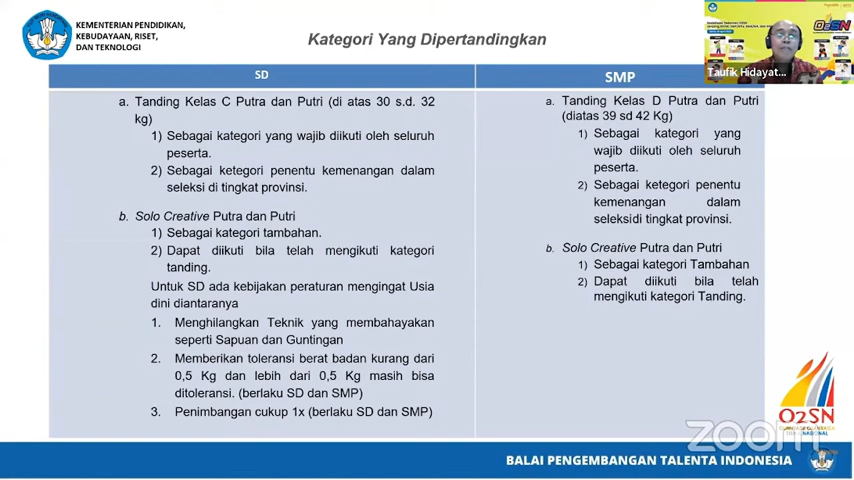 KEMENTERIAN PENDIDIKAN,
KEBUDAYAAN, RISET,
DAN TEKNOLOGI
Kategori Yang Dipertandingkan
O2SN
Taufik Hidayat...
SD
a. Tanding Kelas C Putra dan Putri (di atas 30 s.d. 32
kg)
1) Sebagai kategori yang wajib diikuti oleh seluruh
peserta.
2) Sebagai ketegori penentu kemenangan dalam
seleksi di tingkat provinsi.
b. Solo Creative Putra dan Putri
1) Sebagai kategori tambahan.
2) Dapat diikuti bila telah mengikuti kategori
tanding.
Untuk SD ada kebijakan peraturan mengingat Usia
dini diantaranya
1. Menghilangkan Teknik yang membahayakan
seperti Sapuan dan Guntingan
2. Memberikan toleransi berat badan kurang dari
0,5 Kg dan lebih dari 0,5 Kg masih bisa
ditoleransi. (berlaku SD dan SMP)
3. Penimbangan cukup 1x (berlaku SD dan SMP)
SMP
a. Tanding Kelas D Putra dan Putri
(diatas 39 sd 42 Kg)
1) Sebagai kategori yang
wajib diikuti oleh seluruh
peserta.
2) Sebagai ketegori penentu
kemenangan dalam
seleksidi tingkat provinsi.
b. Solo Creative Putra dan Putri
1) Sebagai kategori Tambahan
2) Dapat diikuti bila telah
mengikuti kategori Tanding.
O2SN
zoom
BALAI PENGEMBANGAN TALENTA INDONESIA